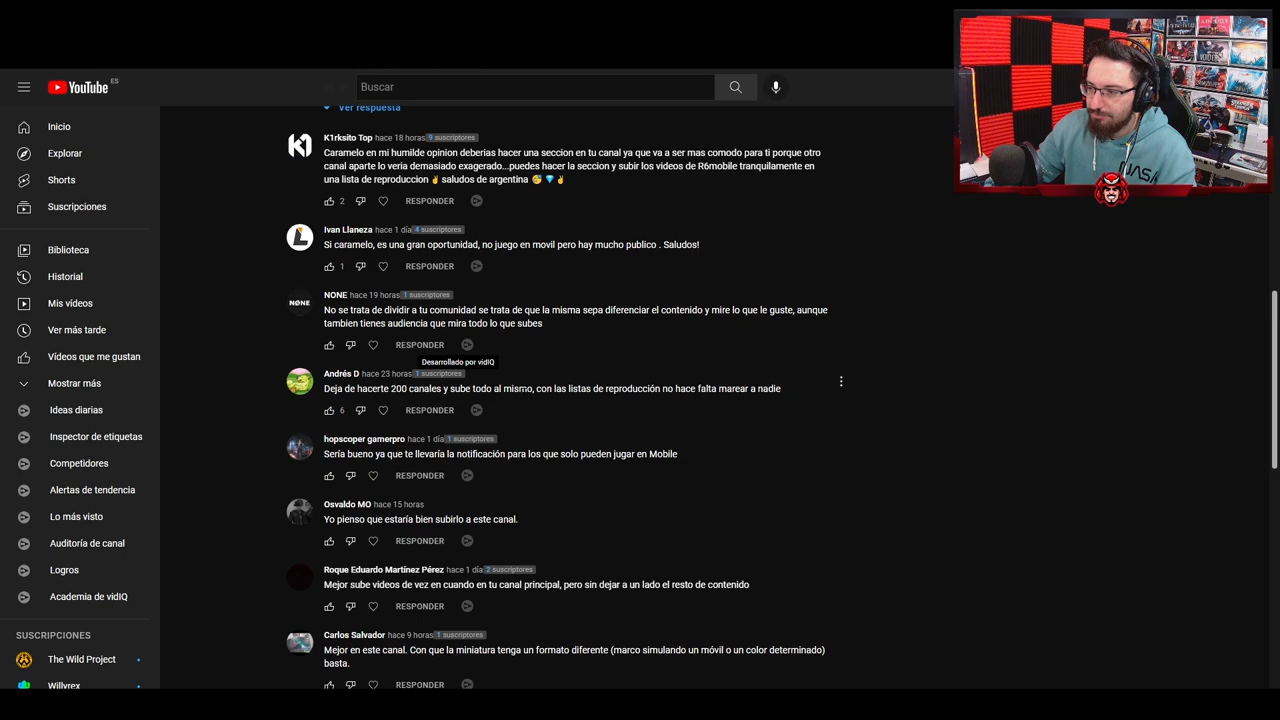 YouTube ES
Buscar
Inicio
Explorar
Shorts
Suscripciones
Biblioteca
Historial
Mis vídeos
Ver más tarde
Vídeos que me gustan
Mostrar más
Ideas diarias
Inspector de etiquetas
Competidores
Alertas de tendencia
Lo más visto
Auditoría de canal
Logros
Academia de vidIQ
SUSCRIPCIONES
The Wild Project
Willyrex
Ver respuesta
K1
K1rksito Top hace 18 horas 9 suscriptores
Caramelo en mi humilde opinion deberias hacer una seccion en tu canal ya que va a ser mas comodo para ti porque otro
canal aparte lo veria demasiado exagerado...puedes hacer la seccion y subir los videos de R6mobile tranquilamente en
una lista de reproduccion ✌ saludos de argentina 😴 💎 ✌
2 RESPONDER
Ivan Llaneza hace 1 día 4 suscriptores
Si caramelo, es una gran oportunidad, no juego en movil pero hay mucho publico . Saludos!
1 RESPONDER
NØNE
NONE hace 19 horas 1 suscriptores
No se trata de dividir a tu comunidad se trata de que la misma sepa diferenciar el contenido y mire lo que le guste, aunque
tambien tienes audiencia que mira todo lo que subes
RESPONDER
Desarrollado por vidIQ
Andrés D hace 23 horas 1 suscriptores
Deja de hacerte 200 canales y sube todo al mismo, con las listas de reproducción no hace falta marear a nadie
6 RESPONDER
hopscoper gamerpro hace 1 día 1 suscriptores
Sería bueno ya que te llevaría la notificación para los que solo pueden jugar en Mobile
RESPONDER
Osvaldo MO hace 15 horas
Yo pienso que estaría bien subirlo a este canal.
RESPONDER
Roque Eduardo Martínez Pérez hace 1 día 2 suscriptores
Mejor sube videos de vez en cuando en tu canal principal, pero sin dejar a un lado el resto de contenido
RESPONDER
Carlos Salvador hace 9 horas 1 suscriptores
Mejor en este canal. Con que la miniatura tenga un formato diferente (marco simulando un móvil o un color determinado)
basta.
RESPONDER